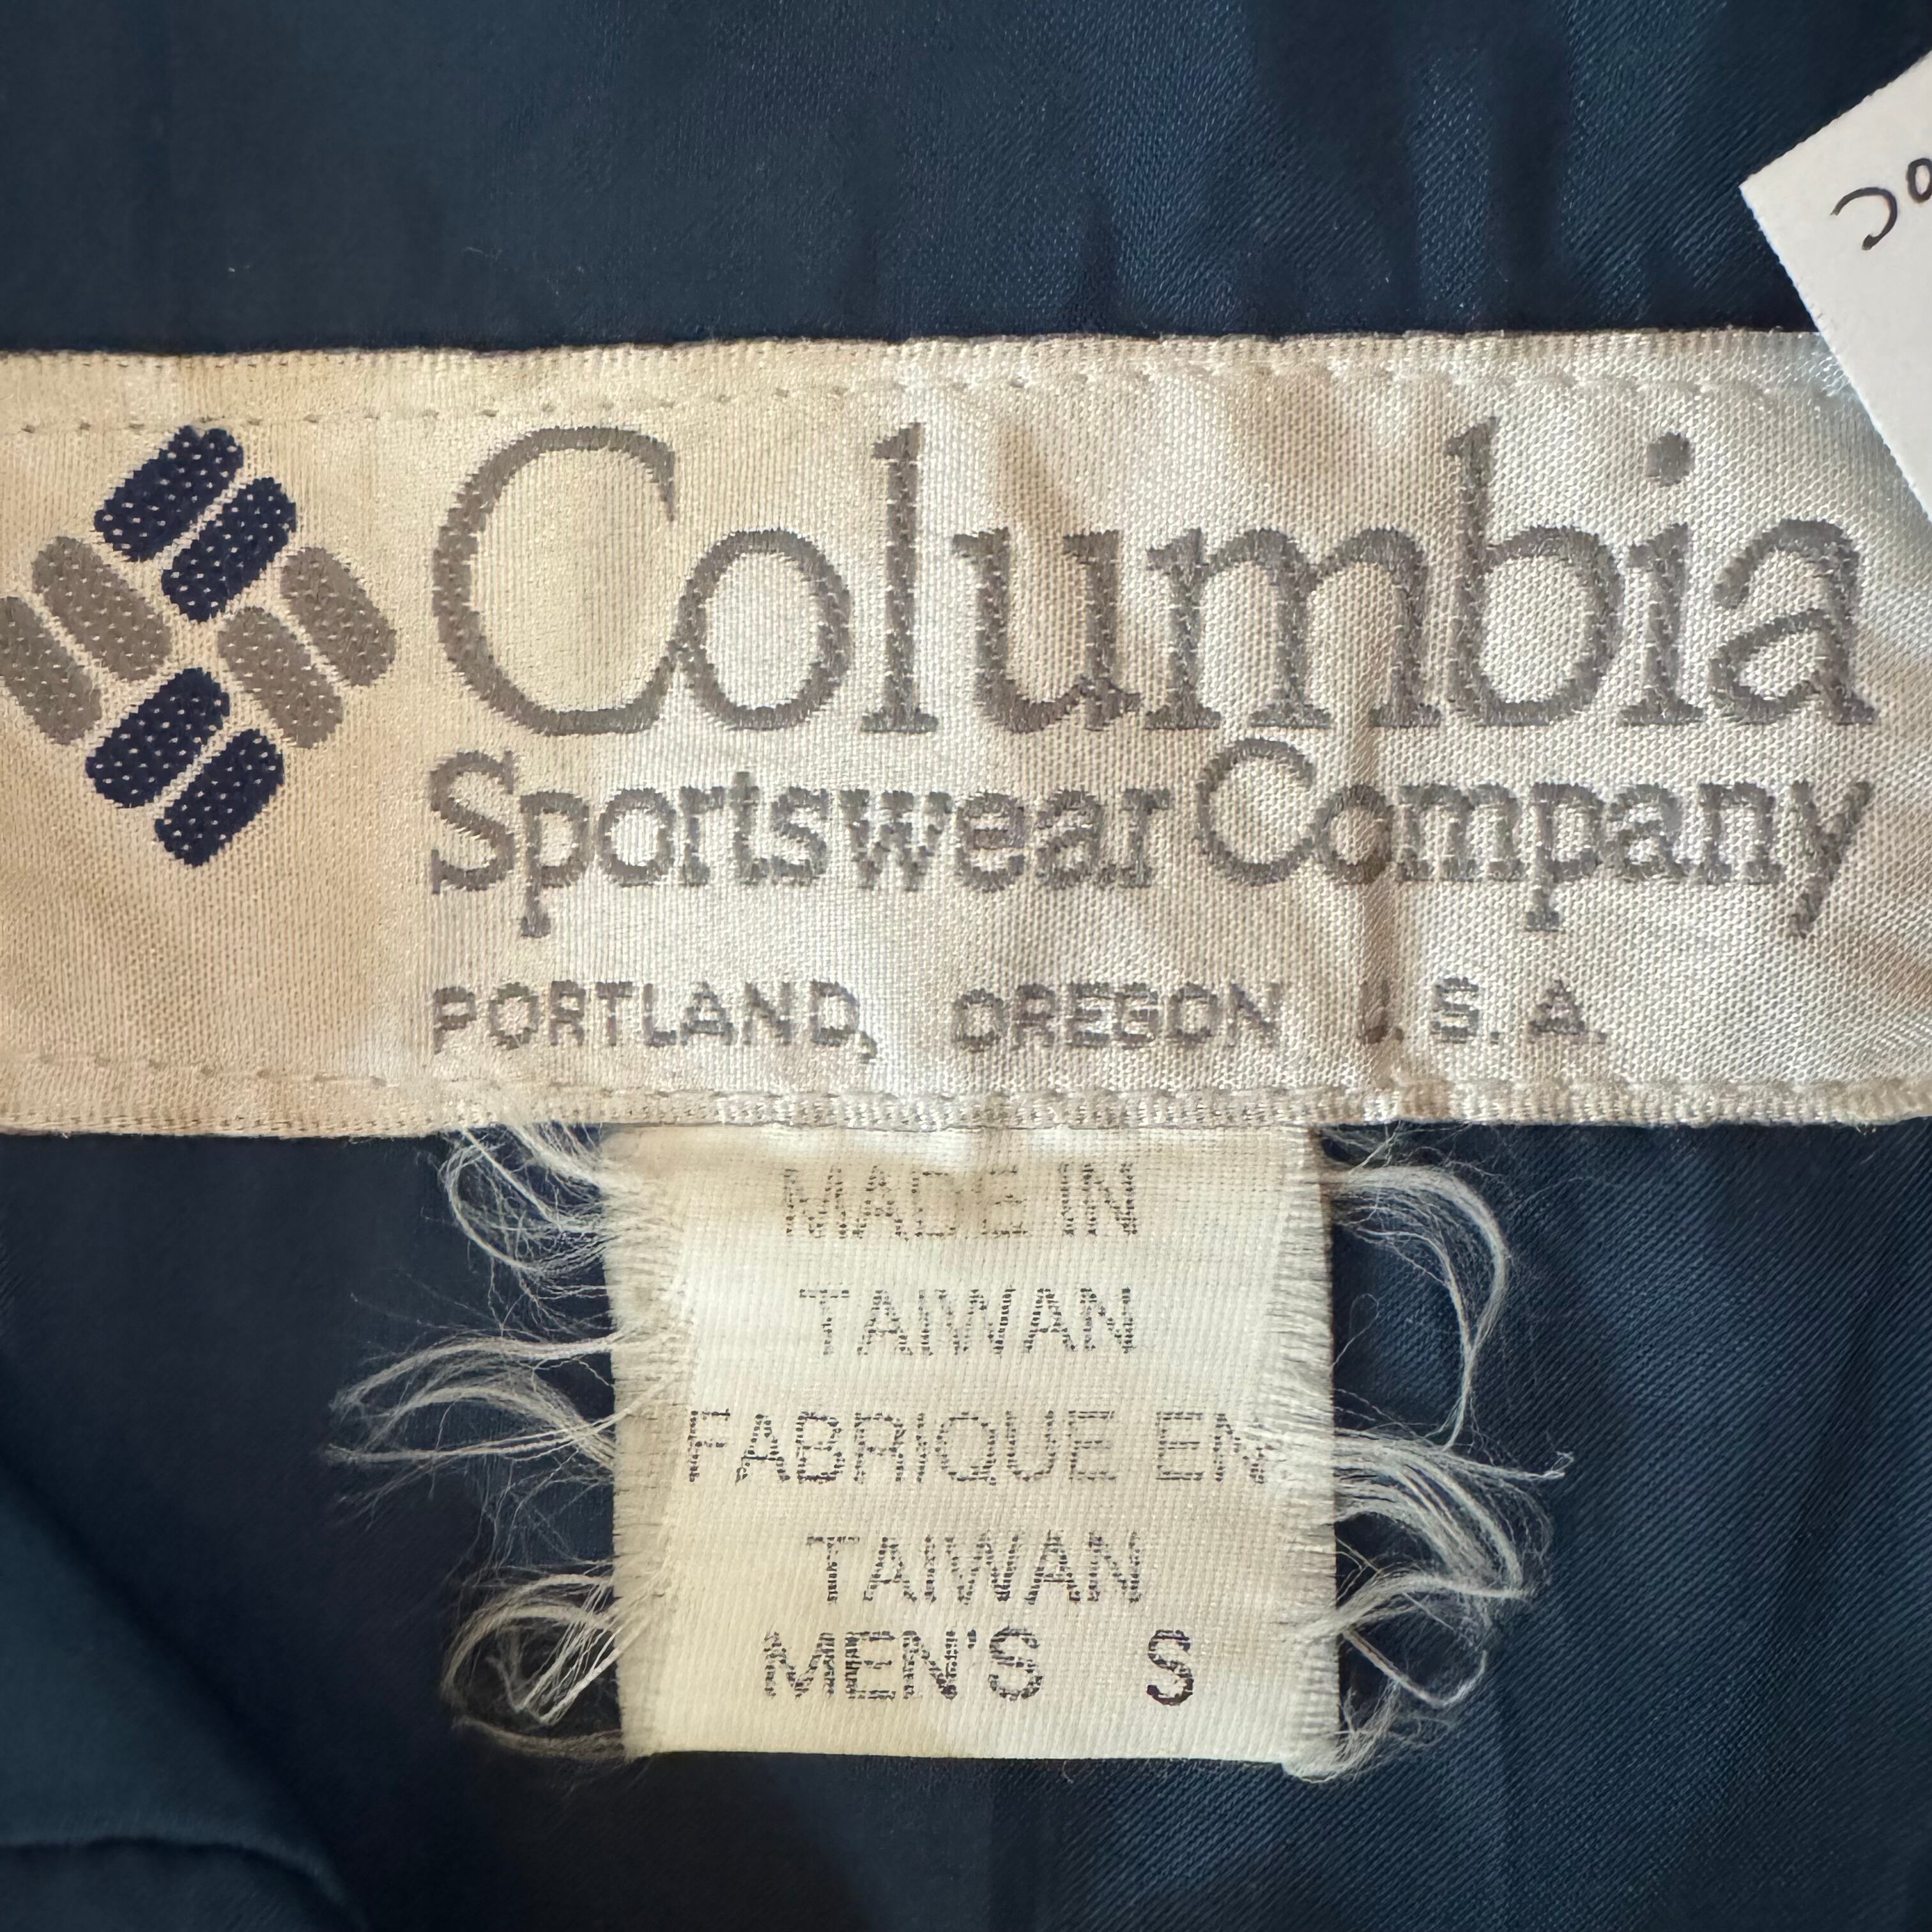 Columbia
Sportswear Company
PORTLAND, OREGON U.S.A.
MADE IN
TAIWAN
FABRIQUE EN
TAIWAN
MEN'S S